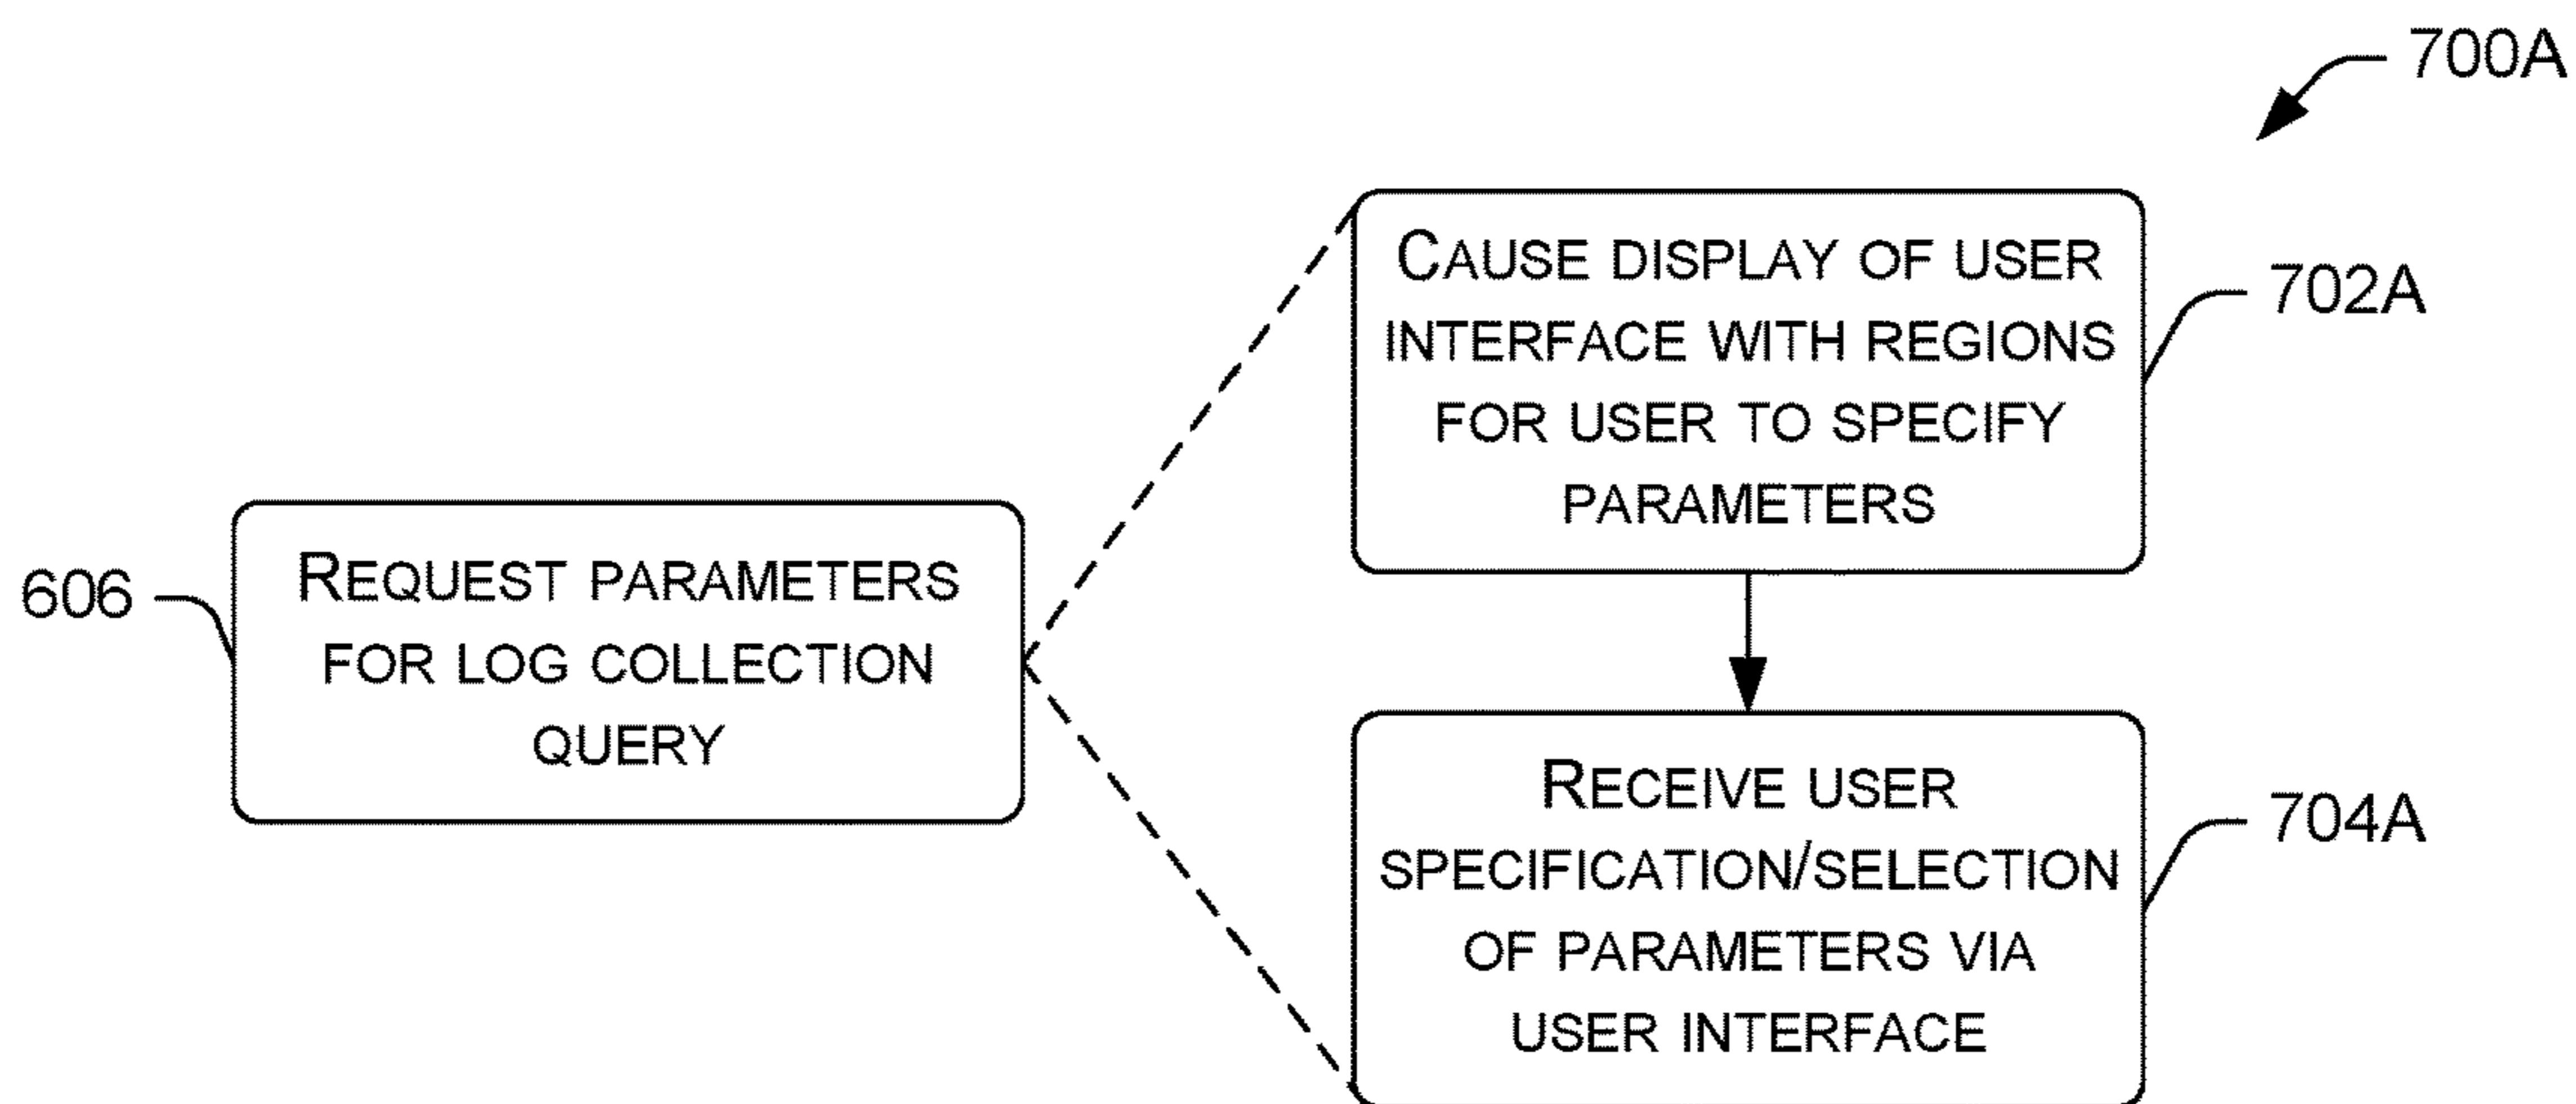 700A
CAUSE DISPLAY OF USER
INTERFACE WITH REGIONS
FOR USER TO SPECIFY
PARAMETERS
702A
606
REQUEST PARAMETERS
FOR LOG COLLECTION
QUERY
RECEIVE USER
SPECIFICATION/SELECTION
OF PARAMETERS VIA
USER INTERFACE
704A